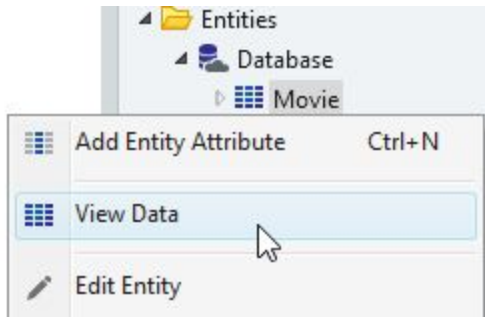 Entities
Database
Movie
Add Entity Attribute Ctrl+N
View Data
Edit Entity